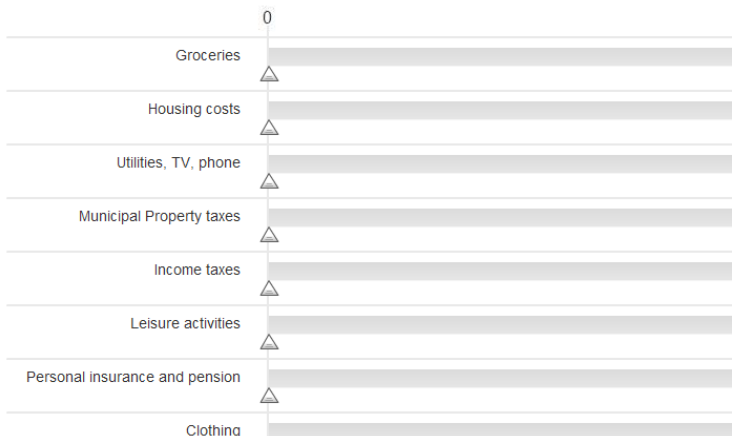 0
Groceries
Housing costs
Utilities, TV, phone
Municipal Property taxes
Income taxes
Leisure activities
Personal insurance and pension
Clothing